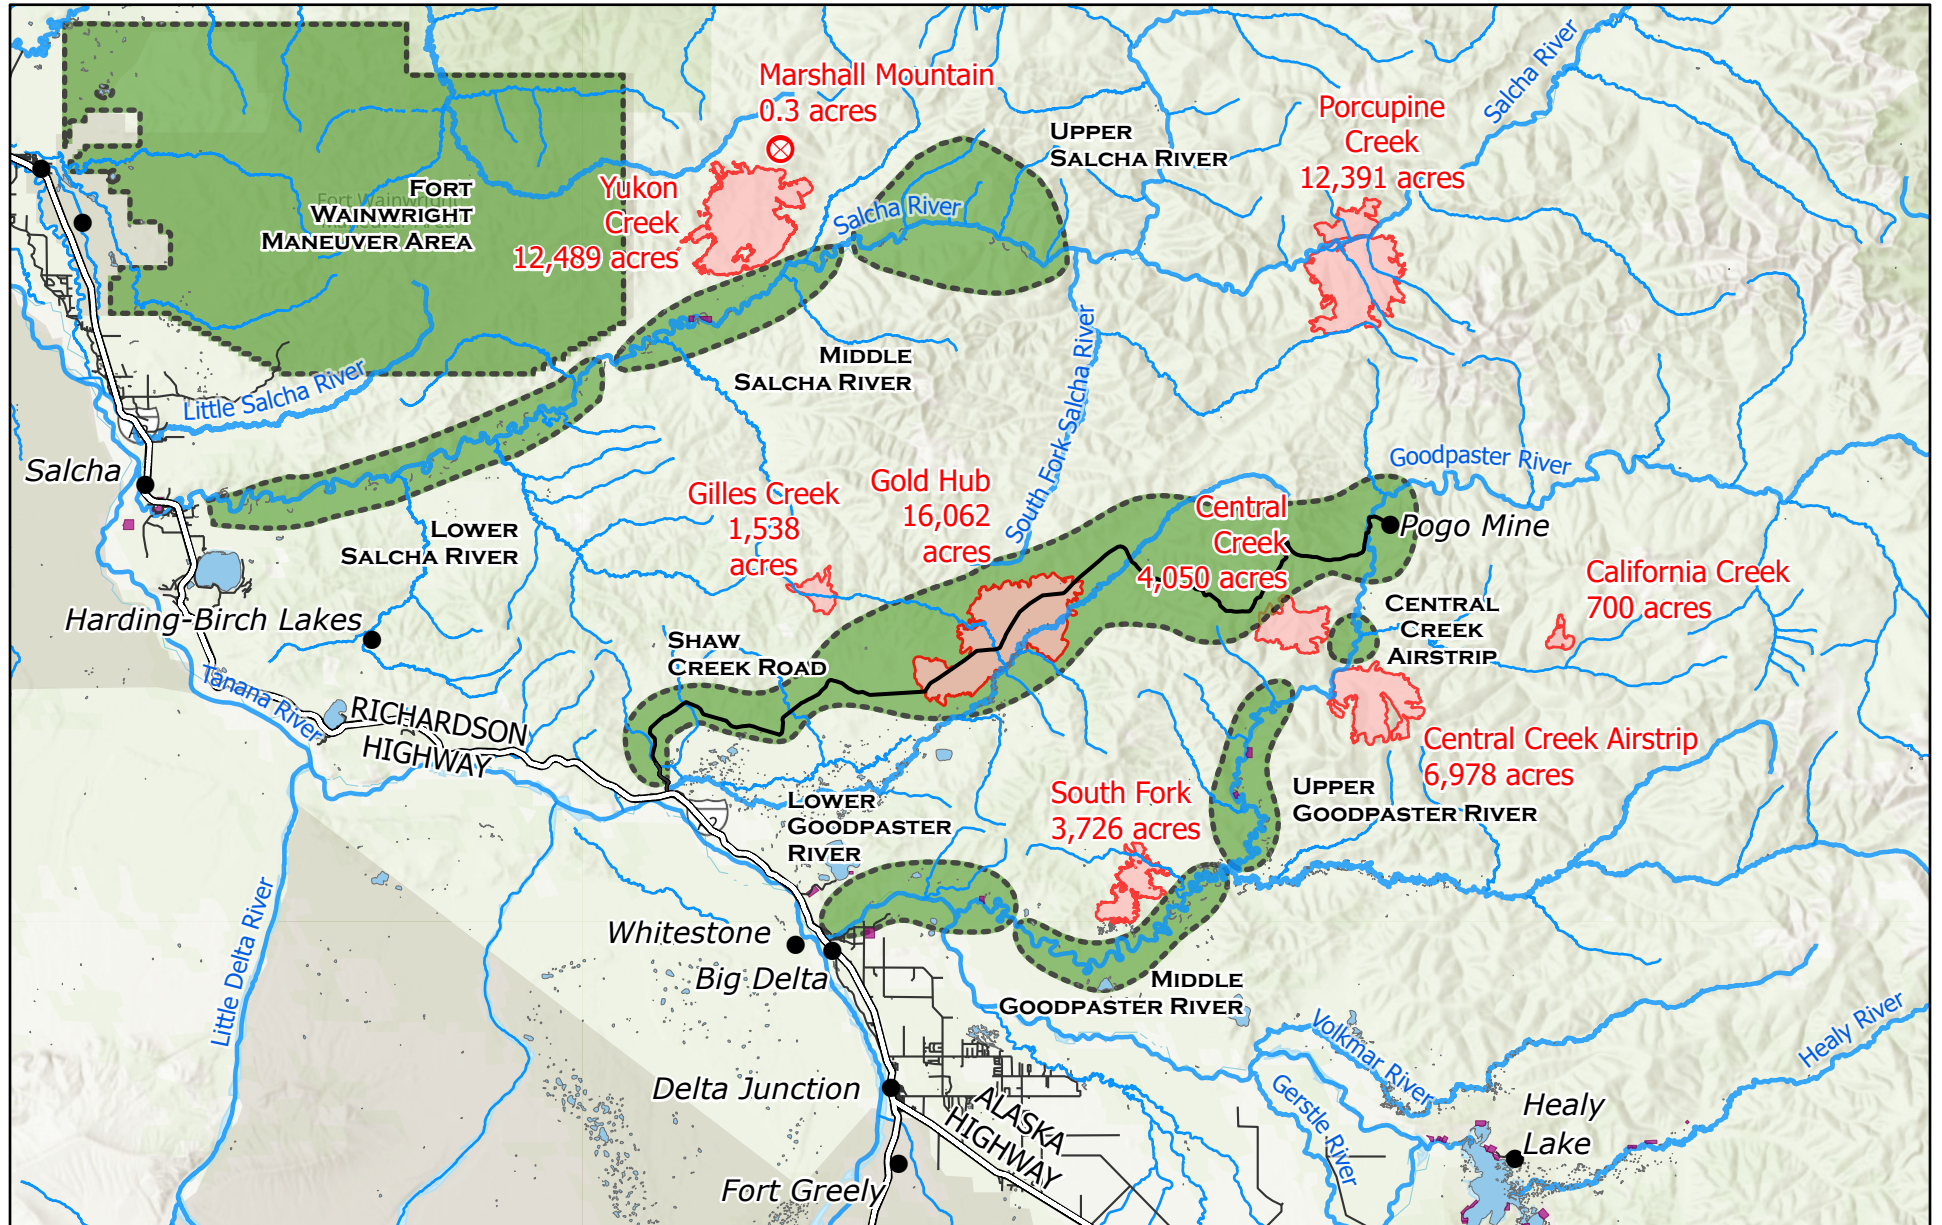 Marshall Mountain
0.3 acres
Porcupine
Creek
12,391 acres
Salcha River
UPPER
SALCHA RIVER
FORT
WAINWRIGHT
MANEUVER AREA
Fort Wainwright
Yukon
Creek
12,489 acres
Salcha River
MIDDLE
SALCHA RIVER
South Fork Salcha River
Little Salcha River
Salcha
LOWER
SALCHA RIVER
Gilles Creek
1,538
acres
Gold Hub
16,062
acres
Central
Creek
4,050 acres
Goodpaster River
Pogo Mine
California Creek
700 acres
Harding-Birch Lakes
SHAW
CREEK ROAD
CENTRAL
CREEK
AIRSTRIP
Tanana River
RICHARDSON
HIGHWAY
Central Creek Airstrip
6,978 acres
South Fork
3,726 acres
UPPER
GOODPASTER RIVER
LOWER
GOODPASTER
RIVER
2
Little Delta River
Whitestone
Big Delta
MIDDLE
GOODPASTER RIVER
Volkmar River
Healy River
Gerstle River
Delta Junction
ALASKA
HIGHWAY
Healy
Lake
Fort Greely